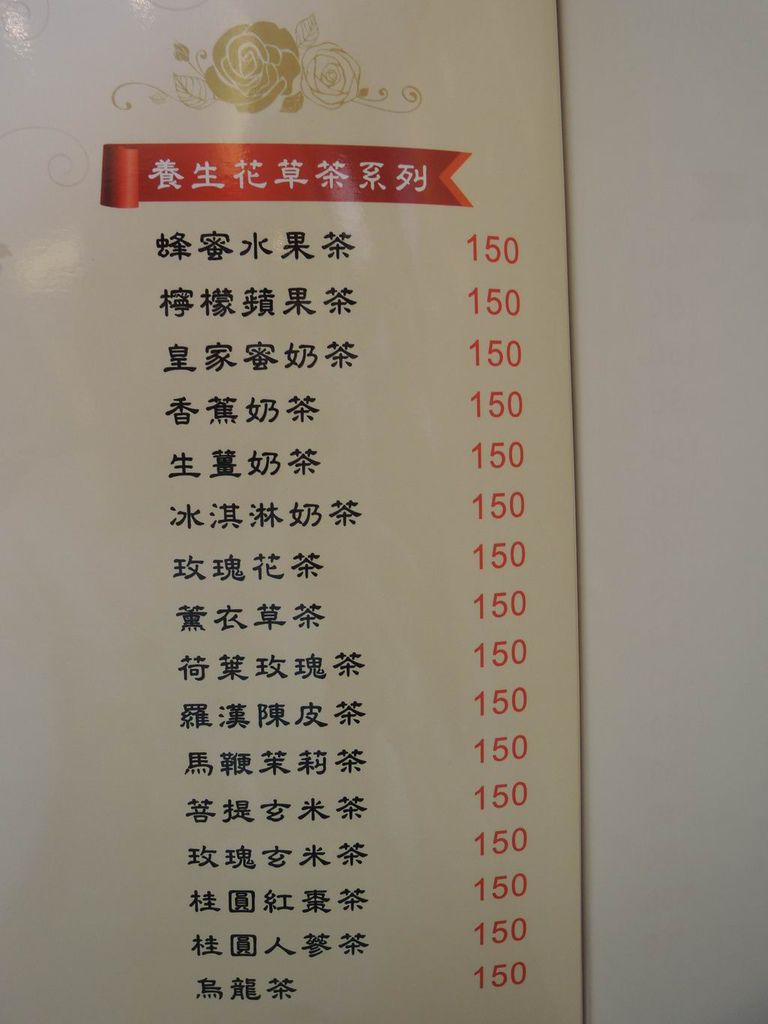 養生花草茶系列
蜂蜜水果茶 150
檸檬蘋果茶 150
皇家蜜奶茶 150
香蕉奶茶 150
生薑奶茶 150
冰淇淋奶茶 150
玫瑰花茶 150
薰衣草茶 150
荷葉玫瑰茶 150
羅漢陳皮茶 150
馬鞭茉莉茶 150
菩提玄米茶 150
玫瑰玄米茶 150
桂圓紅棗茶 150
桂圓人蔘茶 150
烏龍茶 150